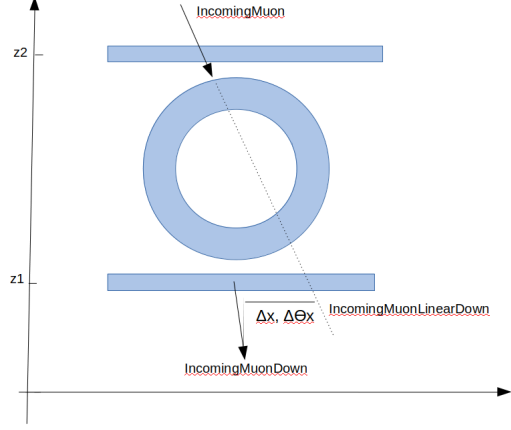 IncomingMuon
z2
z1
IncomingMuonLinearDown
Δx, ΔΘx
IncomingMuonDown